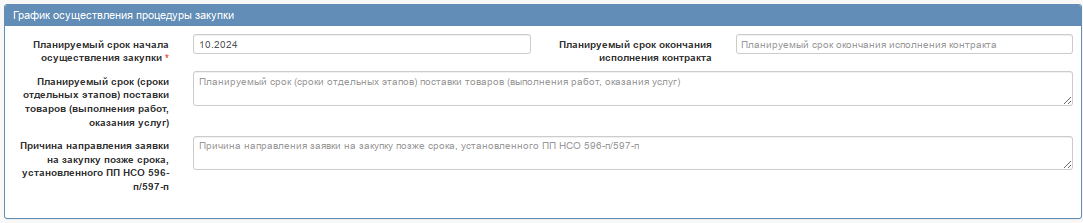 График осуществления процедуры закупки
Планируемый срок начала
осуществления закупки *
10.2024
Планируемый срок окончания
исполнения контракта
Планируемый срок окончания исполнения контракта
Планируемый срок (сроки
отдельных этапов) поставки
товаров (выполнения работ,
оказания услуг)
Планируемый срок (сроки отдельных этапов) поставки товаров (выполнения работ, оказания услуг)
Причина направления заявки
на закупку позже срока,
установленного ПП НСО 596-
п/597-п
Причина направления заявки на закупку позже срока, установленного ПП НСО 596-п/597-п